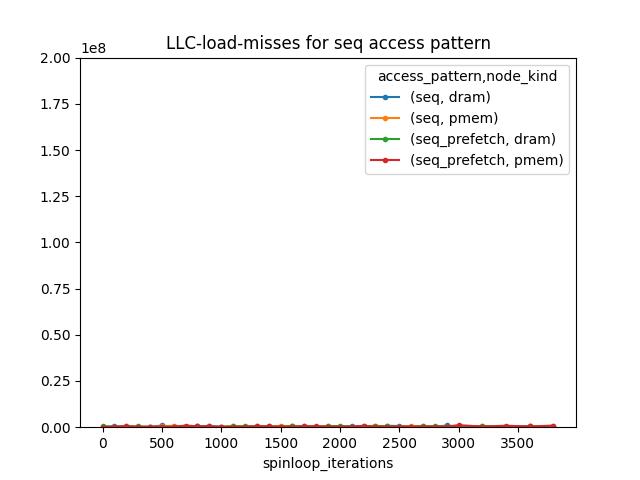 LLC-load-misses for seq access pattern
1e8
access_pattern,node_kind
(seq, dram)
(seq, pmem)
(seq_prefetch, dram)
(seq_prefetch, pmem)
2.00
1.75
1.50
1.25
1.00
0.75
0.50
0.25
0.00
0 500 1000 1500 2000 2500 3000 3500
spinloop_iterations